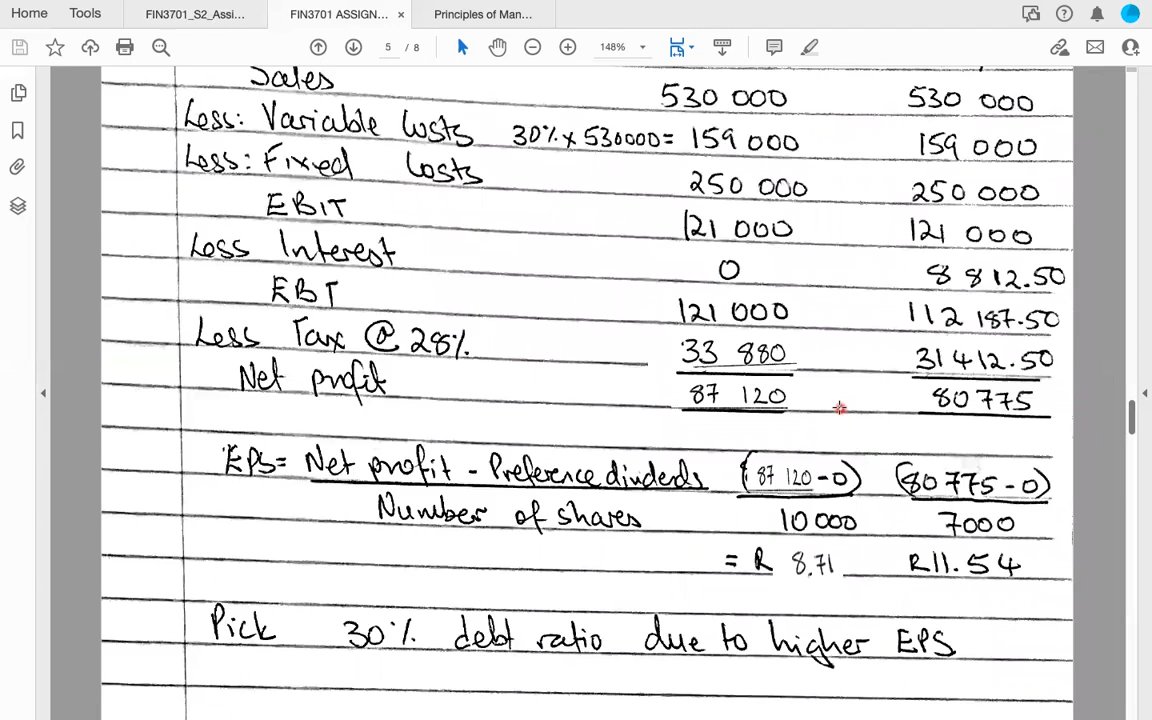 Home Tools FIN3701_S2_Assi... FIN3701 ASSIGN... × Principles of Man...
5 / 8 148%
Sales 530 000 530 000
Less: Variable Costs 30% x 530000 = 159 000 159 000
Less: Fixed Costs 250 000 250 000
EBIT 121 000 121 000
Less Interest 0 8 812.50
EBT 121 000 112 187.50
Less Tax @ 28% 33 880 31 412.50
Net profit 87 120 80 775
EPS = Net profit - Preference dividends (87 120 - 0) (80 775 - 0)
Number of shares 10 000 7000
= R 8.71 R11.54
Pick 30% debt ratio due to higher EPS